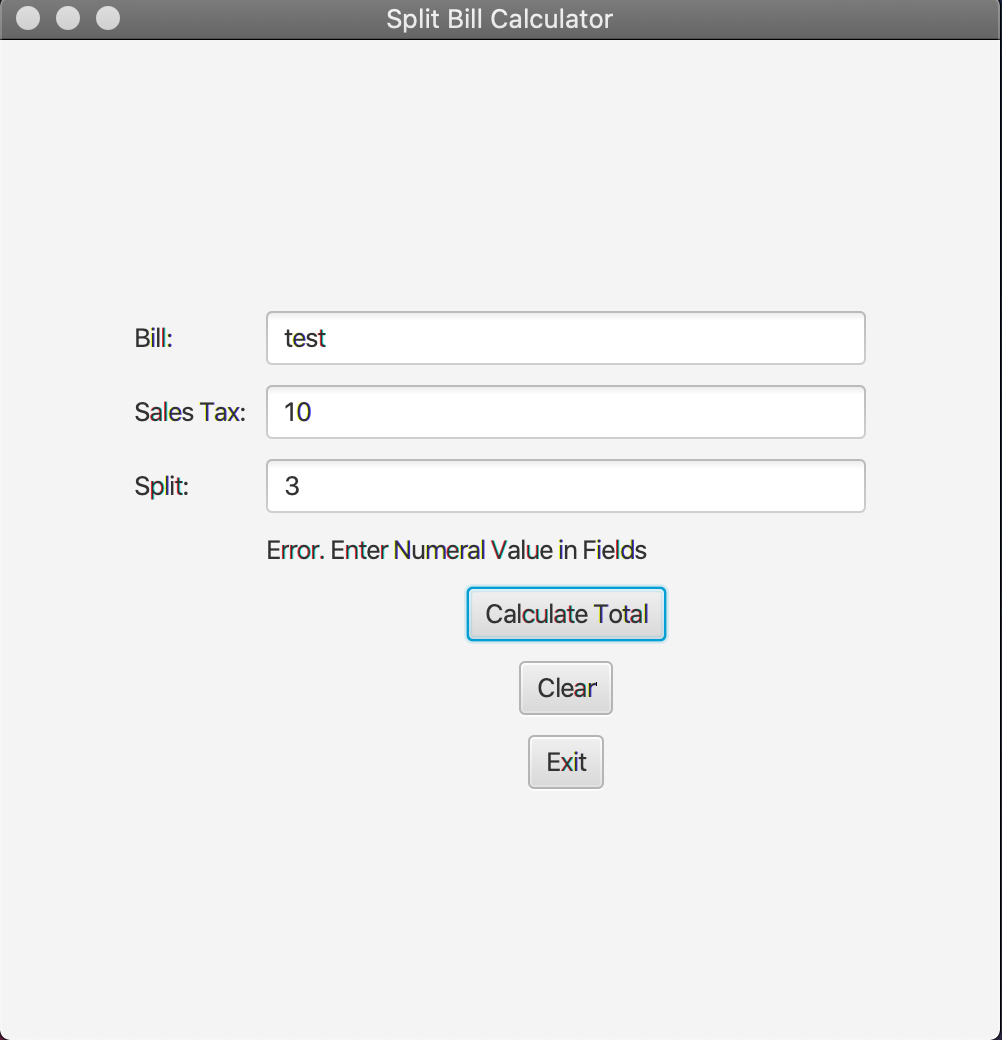 Split Bill Calculator
Bill: test
Sales Tax: 10
Split: 3
Error. Enter Numeral Value in Fields
Calculate Total
Clear
Exit